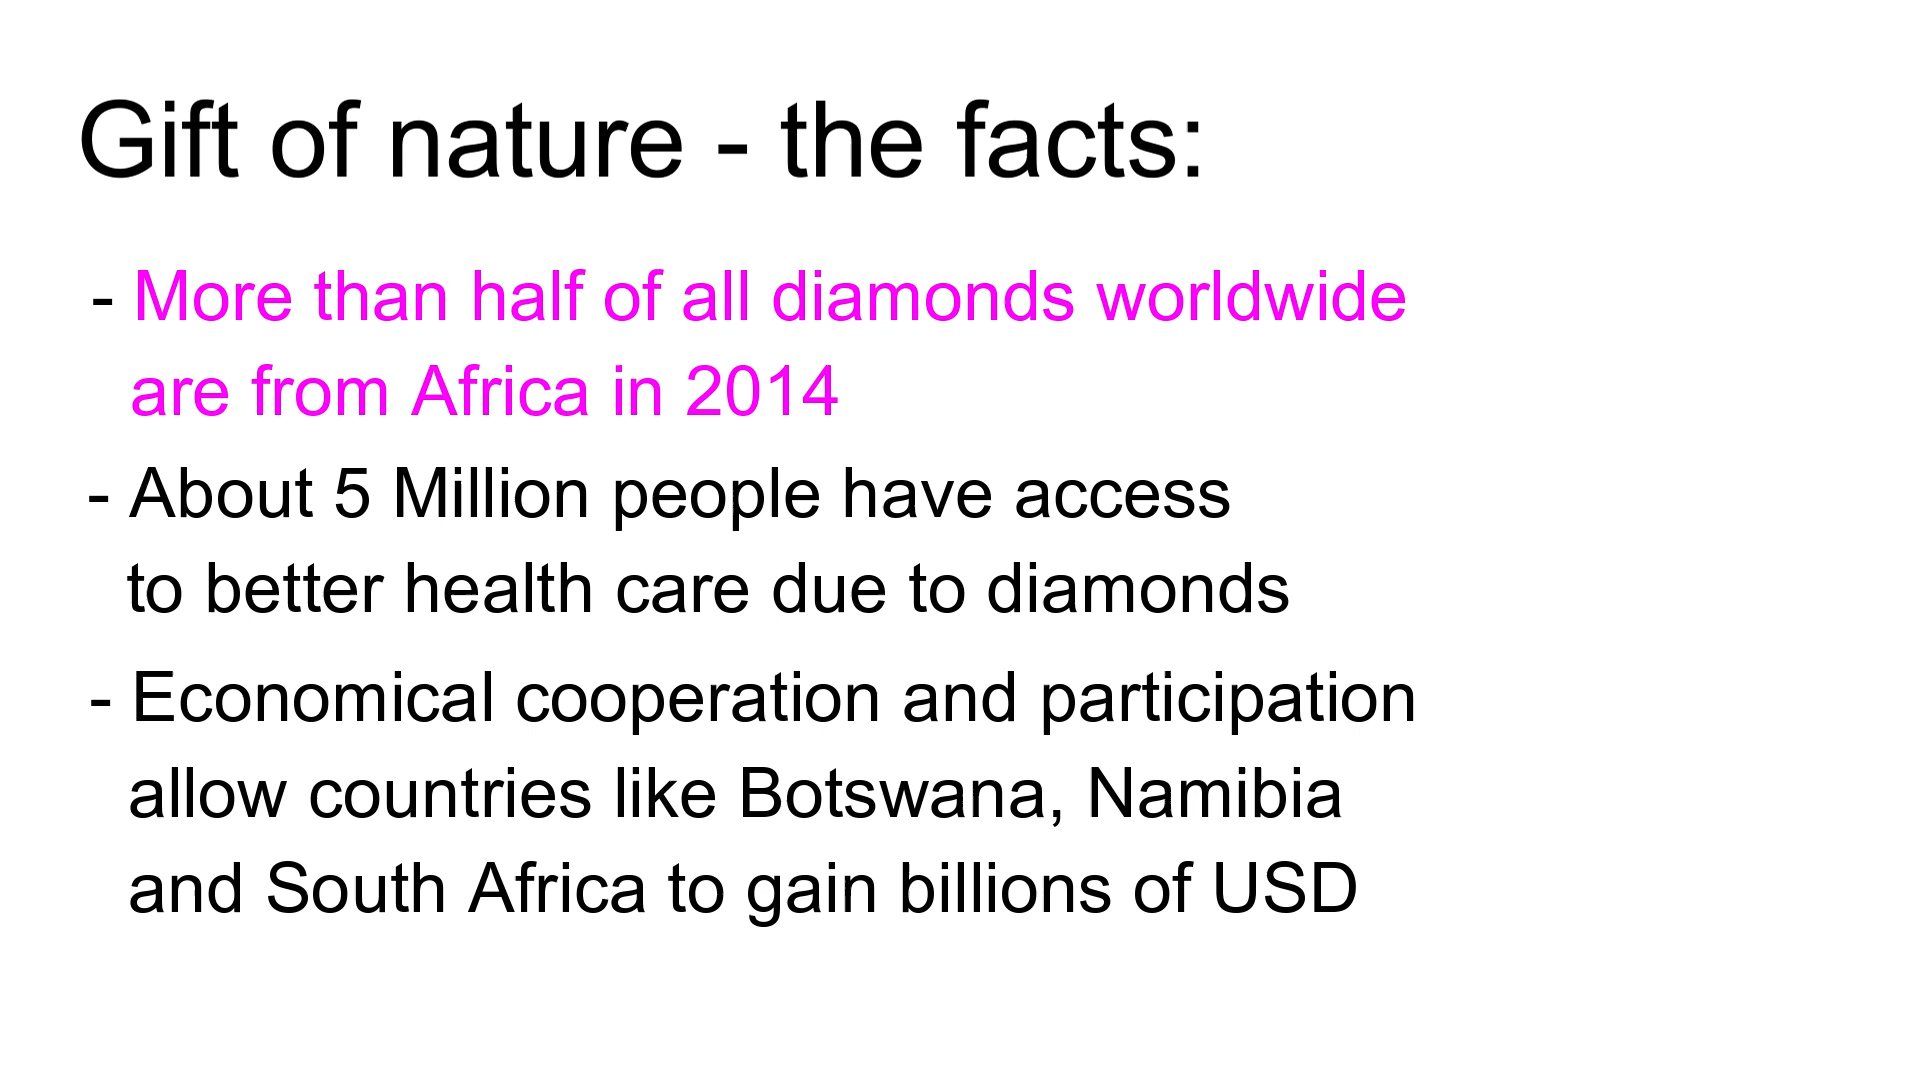 Gift of nature - the facts:
- More than half of all diamonds worldwide
are from Africa in 2014
- About 5 Million people have access
to better health care due to diamonds
- Economical cooperation and participation
allow countries like Botswana, Namibia
and South Africa to gain billions of USD